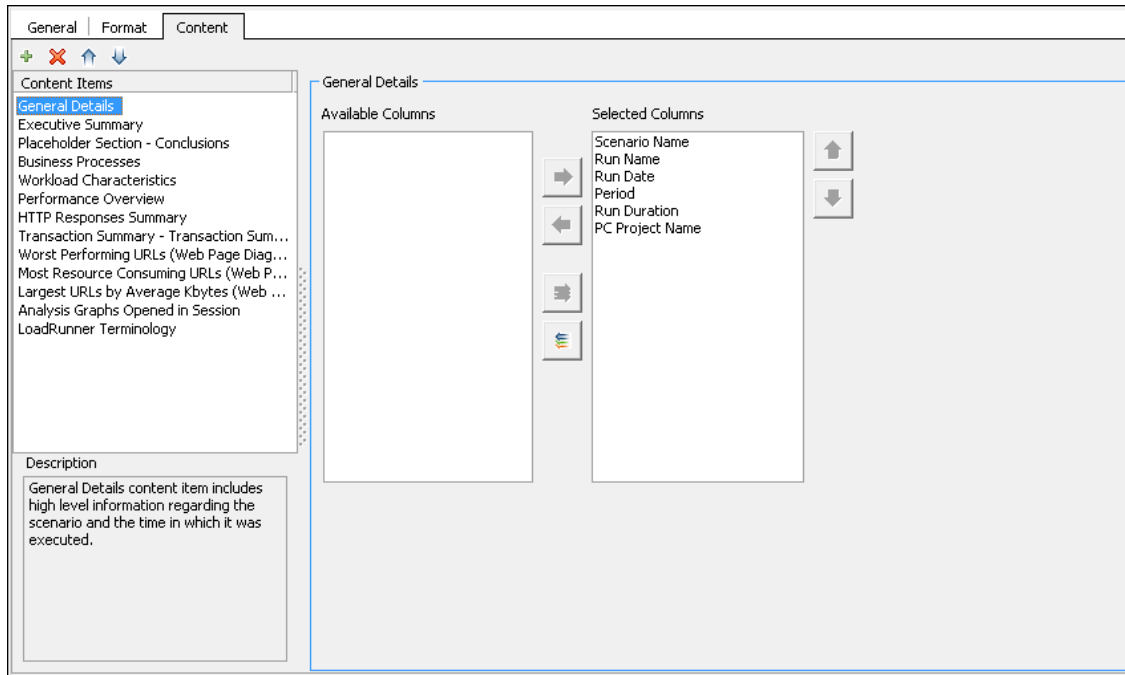 General
Format
Content
Content Items
General Details
Executive Summary
Placeholder Section - Conclusions
Business Processes
Workload Characteristics
Performance Overview
HTTP Responses Summary
Transaction Summary - Transaction Sum...
Worst Performing URLs (Web Page Diag...
Most Resource Consuming URLs (Web P...
Largest URLs by Average Kbytes (Web ...
Analysis Graphs Opened in Session
LoadRunner Terminology
Description
General Details content item includes
high level information regarding the
scenario and the time in which it was
executed.
General Details
Available Columns
Selected Columns
Scenario Name
Run Name
Run Date
Period
Run Duration
PC Project Name